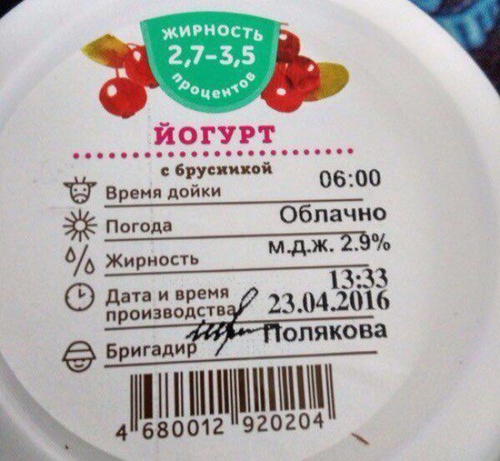 ЖИРНОСТЬ
2,7-3,5
ПРОЦЕНТОВ
ЙОГУРТ
с брусникой
Время дойки 06:00
Погода Облачно
Жирность м.д.ж. 2.9%
13:33
Дата и время
производства 23.04.2016
Бригадир Полякова
4 680012 920204